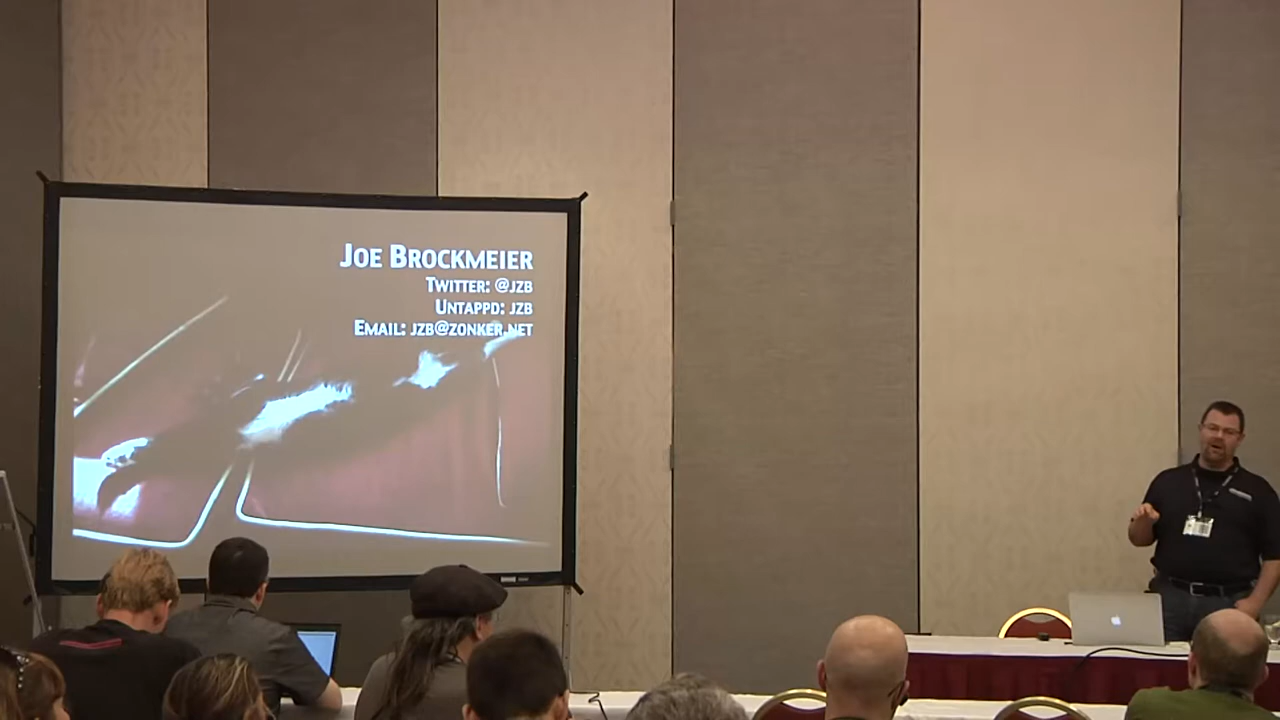 JOE BROCKMEIER
TWITTER: @JZB
UNTAPPD: JZB
EMAIL: JZB@ZONKER.NET